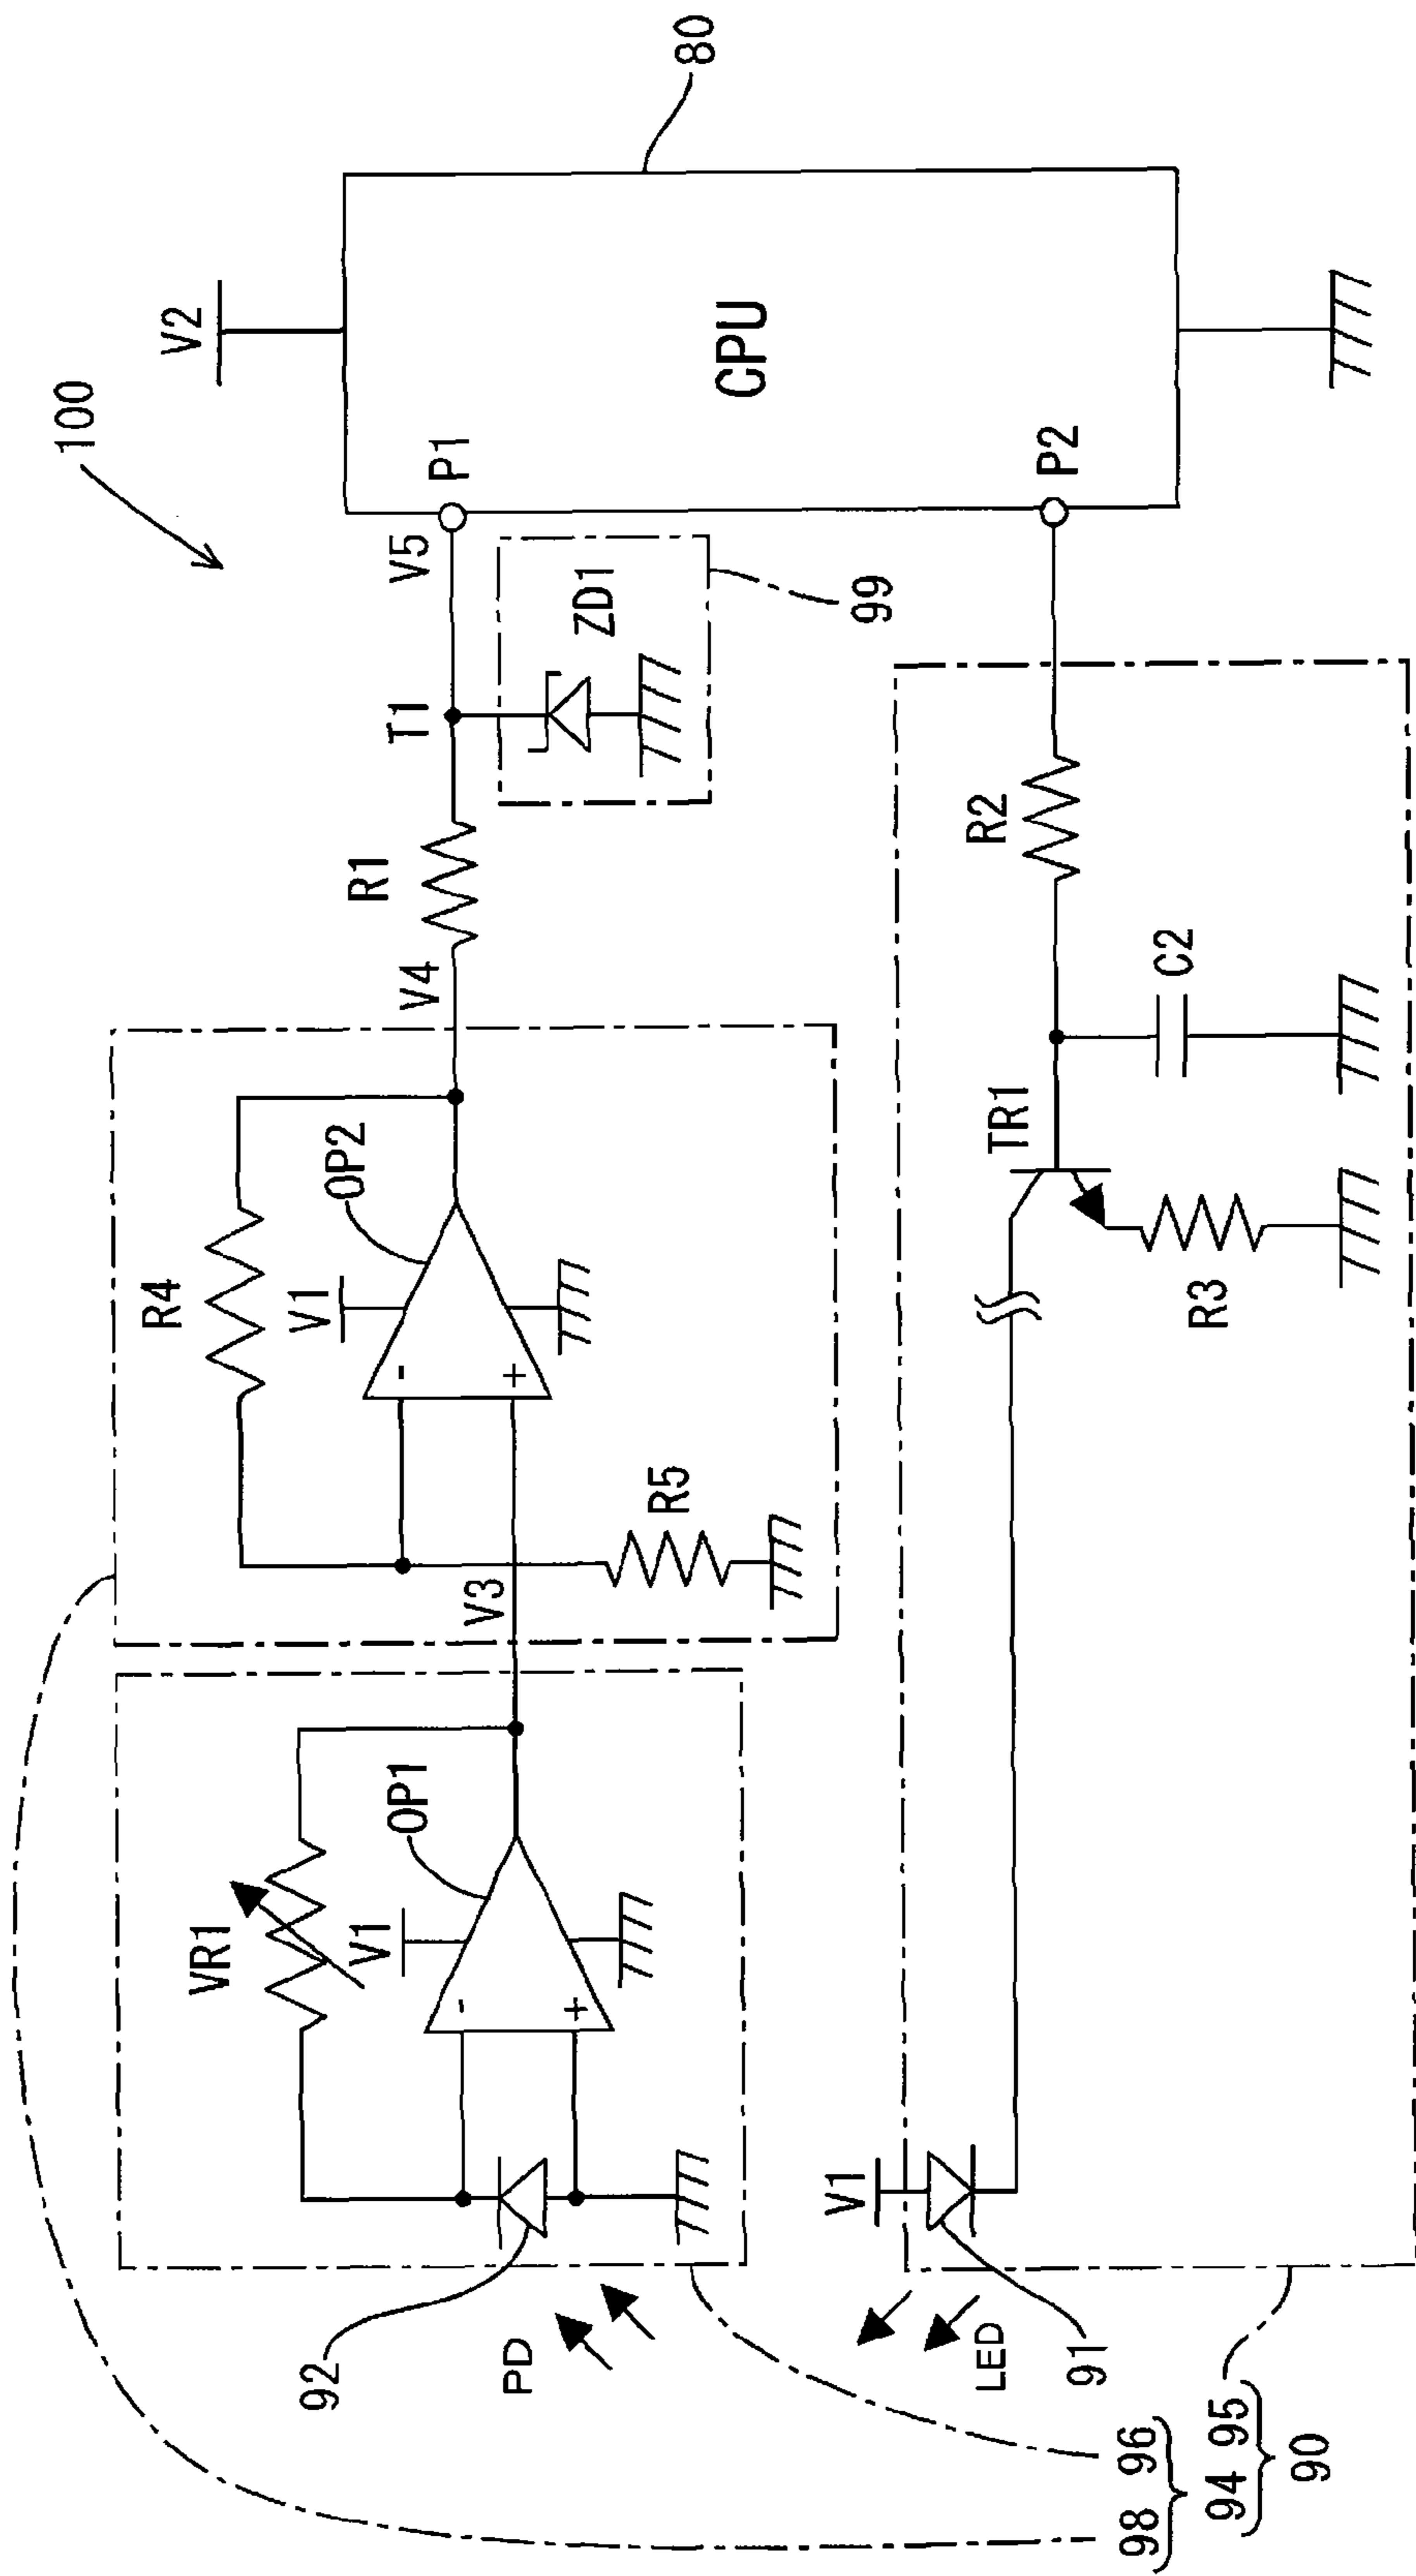 100
V2
80
P1
V5
T1
R1
V4
CPU
ZD1
99
P2
R4
OP2
V1
-
+
R5
V3
VR1
OP1
V1
-
+
92
PD
R2
C2
TR1
R3
V1
LED
91
98 96
94 95
90